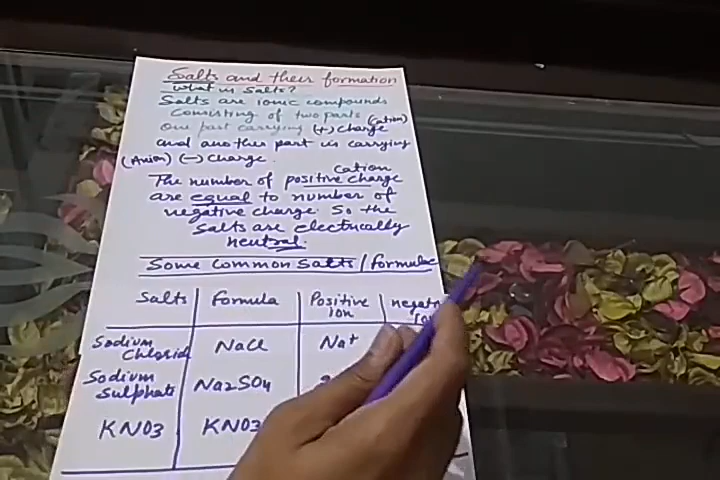 Salts and their formation
What is Salts?
Salts are ionic compounds
Consisting of two parts
One part carrying (+) charge (Cation)
and another part is carrying
(Anion) (-) charge.
Cation
The number of positive charge
are equal to number of
negative charge. So the
Salts are electrically
neutral.
Some Common Salts / formulae
Salts Formula Positive Ion negative Ion
Sodium Chloride NaCl Na+
Sodium Sulphate Na2SO4 2
KNO3 KNO3